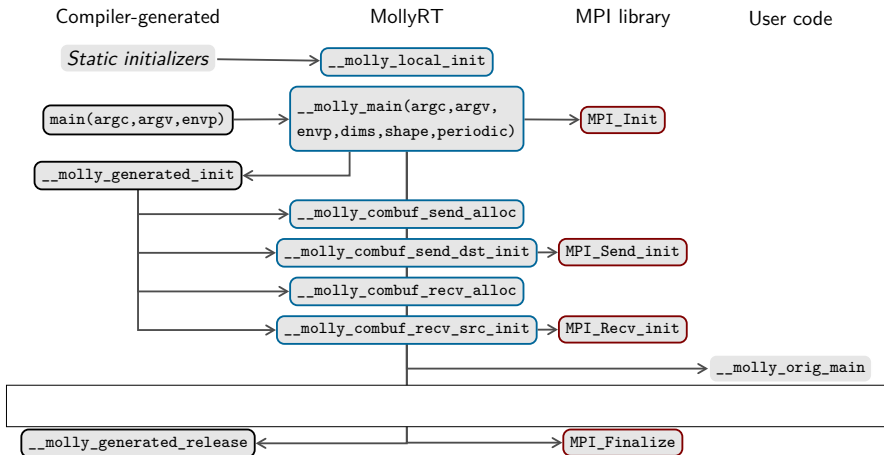 Compiler-generated MollyRT MPI library User code
Static initializers __molly_local_init
main(argc,argv,envp) __molly_main(argc,argv, MPI_Init
envp,dims,shape,periodic)
__molly_generated_init
__molly_combuf_send_alloc
__molly_combuf_send_dst_init MPI_Send_init
__molly_combuf_recv_alloc
__molly_combuf_recv_src_init MPI_Recv_init
__molly_orig_main
__molly_generated_release MPI_Finalize